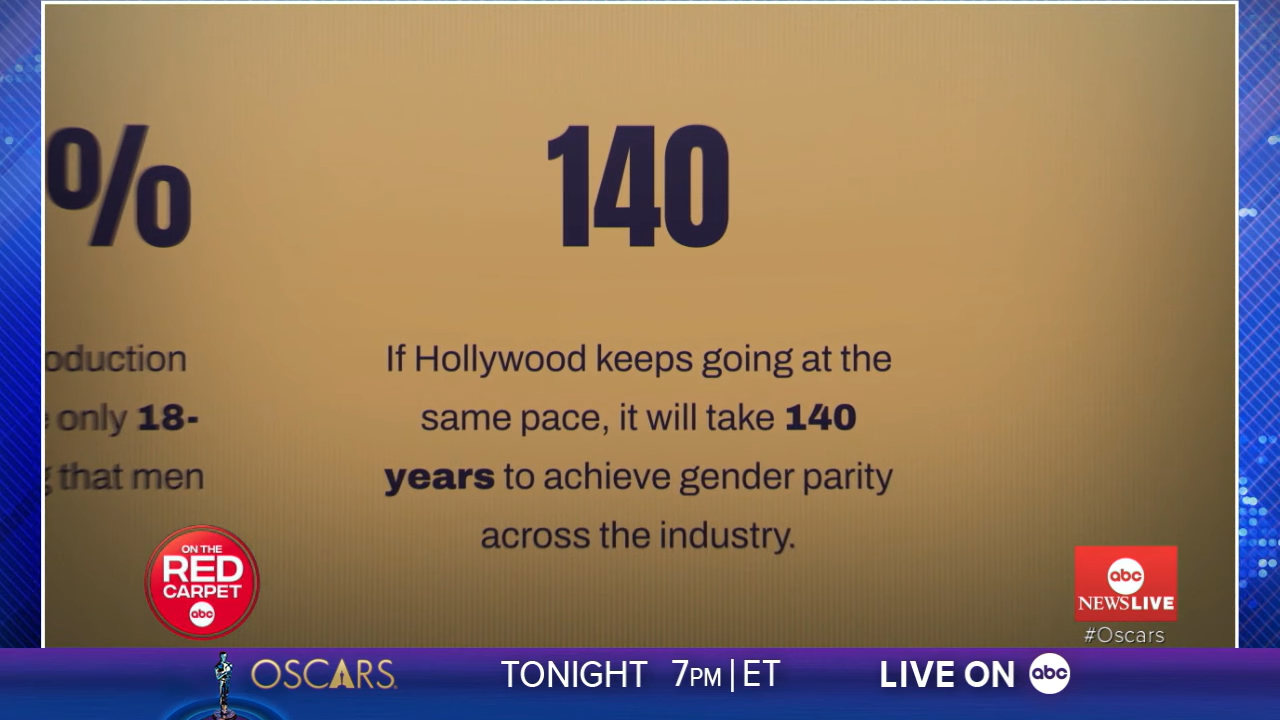 0%
140
oduction
only 18-
that men
If Hollywood keeps going at the
same pace, it will take 140
years to achieve gender parity
across the industry.
ON THE
RED
CARPET
abc
abc
NEWSLIVE
#Oscars
OSCARS
TONIGHT 7PM | ET
LIVE ON abc